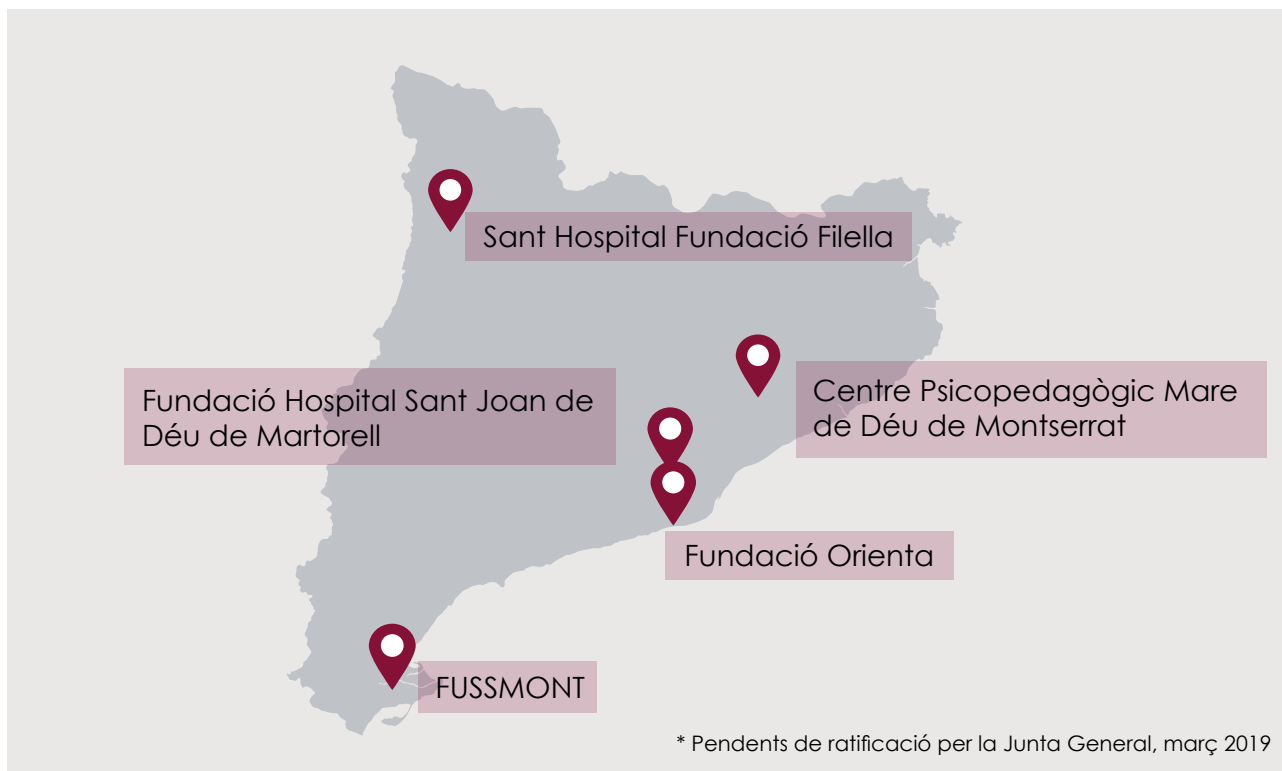 Sant Hospital Fundació Filella
Fundació Hospital Sant Joan de
Déu de Martorell
Centre Psicopedagògic Mare
de Déu de Montserrat
Fundació Orienta
FUSSMONT
* Pendents de ratificació per la Junta General, març 2019